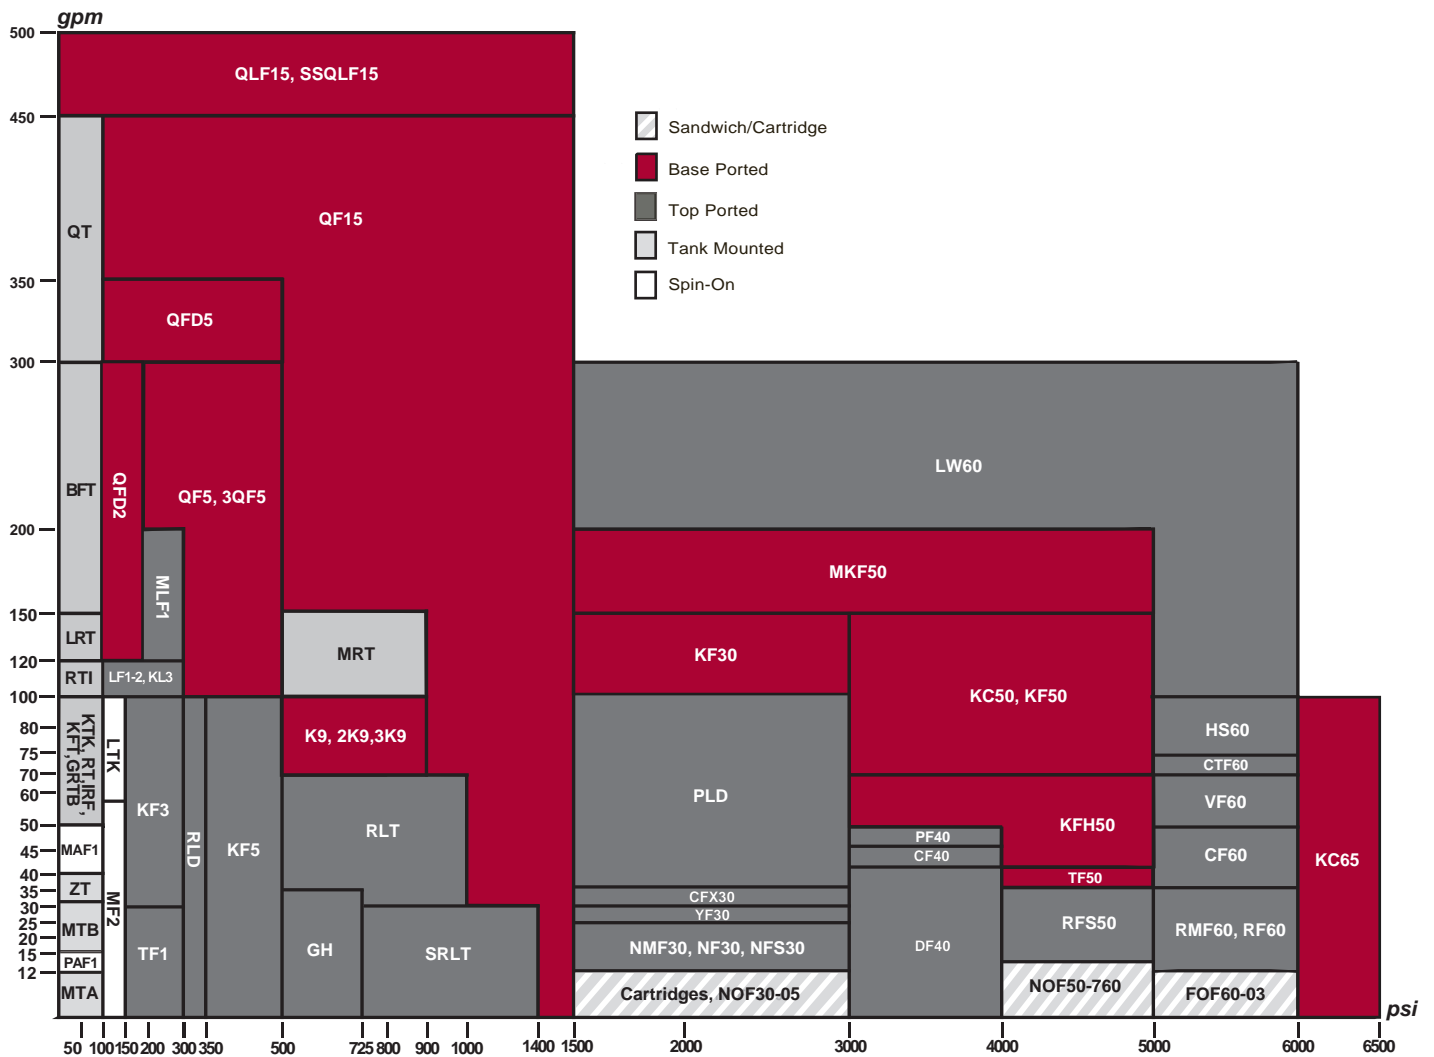 gpm
500
QLF15, SSQLF15
450
Sandwich/Cartridge
Base Ported
Top Ported
Tank Mounted
Spin-On
QT
QF15
350
QFD5
300
BFT
QFD2
QF5, 3QF5
LW60
200
MLF1
MKF50
150
LRT
MRT
KF30
120
RTI
LF1-2, KL3
KC50, KF50
100
KTK, RT,IRF,
KFT,GRTB
LTK
K9, 2K9,3K9
80
HS60
75
CTF60
70
60
KF3
RLD
KF5
RLT
PLD
KFH50
VF60
50
MAF1
PF40
45
CF40
CF60
KC65
40
ZT
MF2
TF50
35
CFX30
30
YF30
25
MTB
RFS50
RMF60, RF60
20
TF1
GH
SRLT
NMF30, NF30, NFS30
DF40
15
PAF1
12
MTA
Cartridges, NOF30-05
NOF50-760
FOF60-03
psi
50 100 150 200 300 350 500 725 800 900 1000 1400 1500 2000 3000 4000 5000 6000 6500